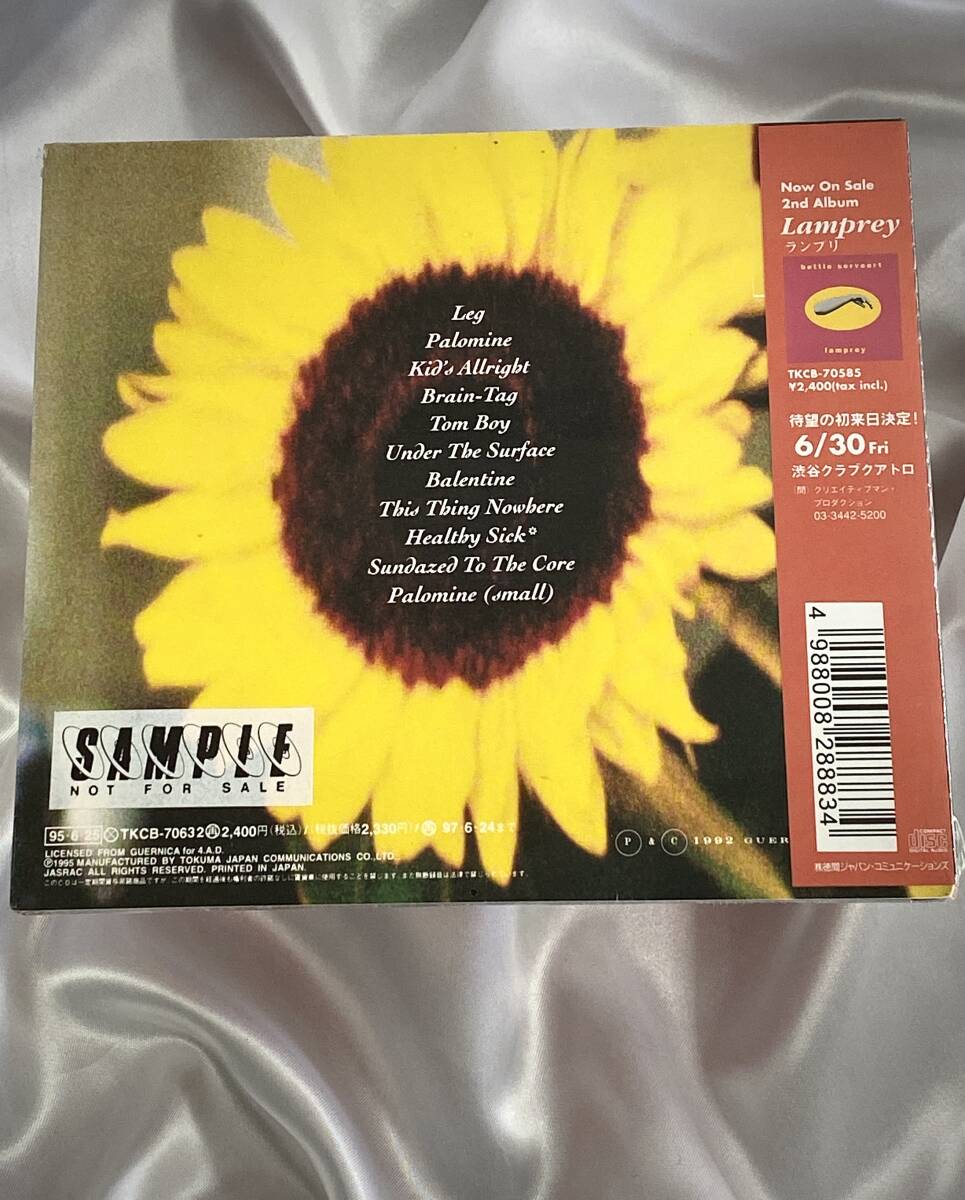 Leg
Palomine
Kid's Allright
Brain-Tag
Tom Boy
Under The Surface
Balentine
This Thing Nowhere
Healthy Sick*
Sundazed To The Core
Palomine (small)
SAMPLE
NOT FOR SALE
95·6·25 Ⓧ TKCB-70632 2,400円(税込)/(税抜価格2,330円)/ 97·6·24まで
LICENSED FROM GUERNICA for 4.A.D.
Ⓟ1995 MANUFACTURED BY TOKUMA JAPAN COMMUNICATIONS CO.,LTD.,
JASRAC ALL RIGHTS RESERVED. PRINTED IN JAPAN.
P & C 1992 GUER
Now On Sale
2nd Album
Lamprey
ランプリ
bettie serveert
lamprey
TKCB-70585
¥2,400(tax incl.)
待望の初来日決定!
6/30 Fri
渋谷クラブクアトロ
(問)クリエイティブマン・
プロダクション
03-3442-5200
4 988008 288834
COMPACT
disc
DIGITAL AUDIO
㈱徳間ジャパン・コミュニケーションズ